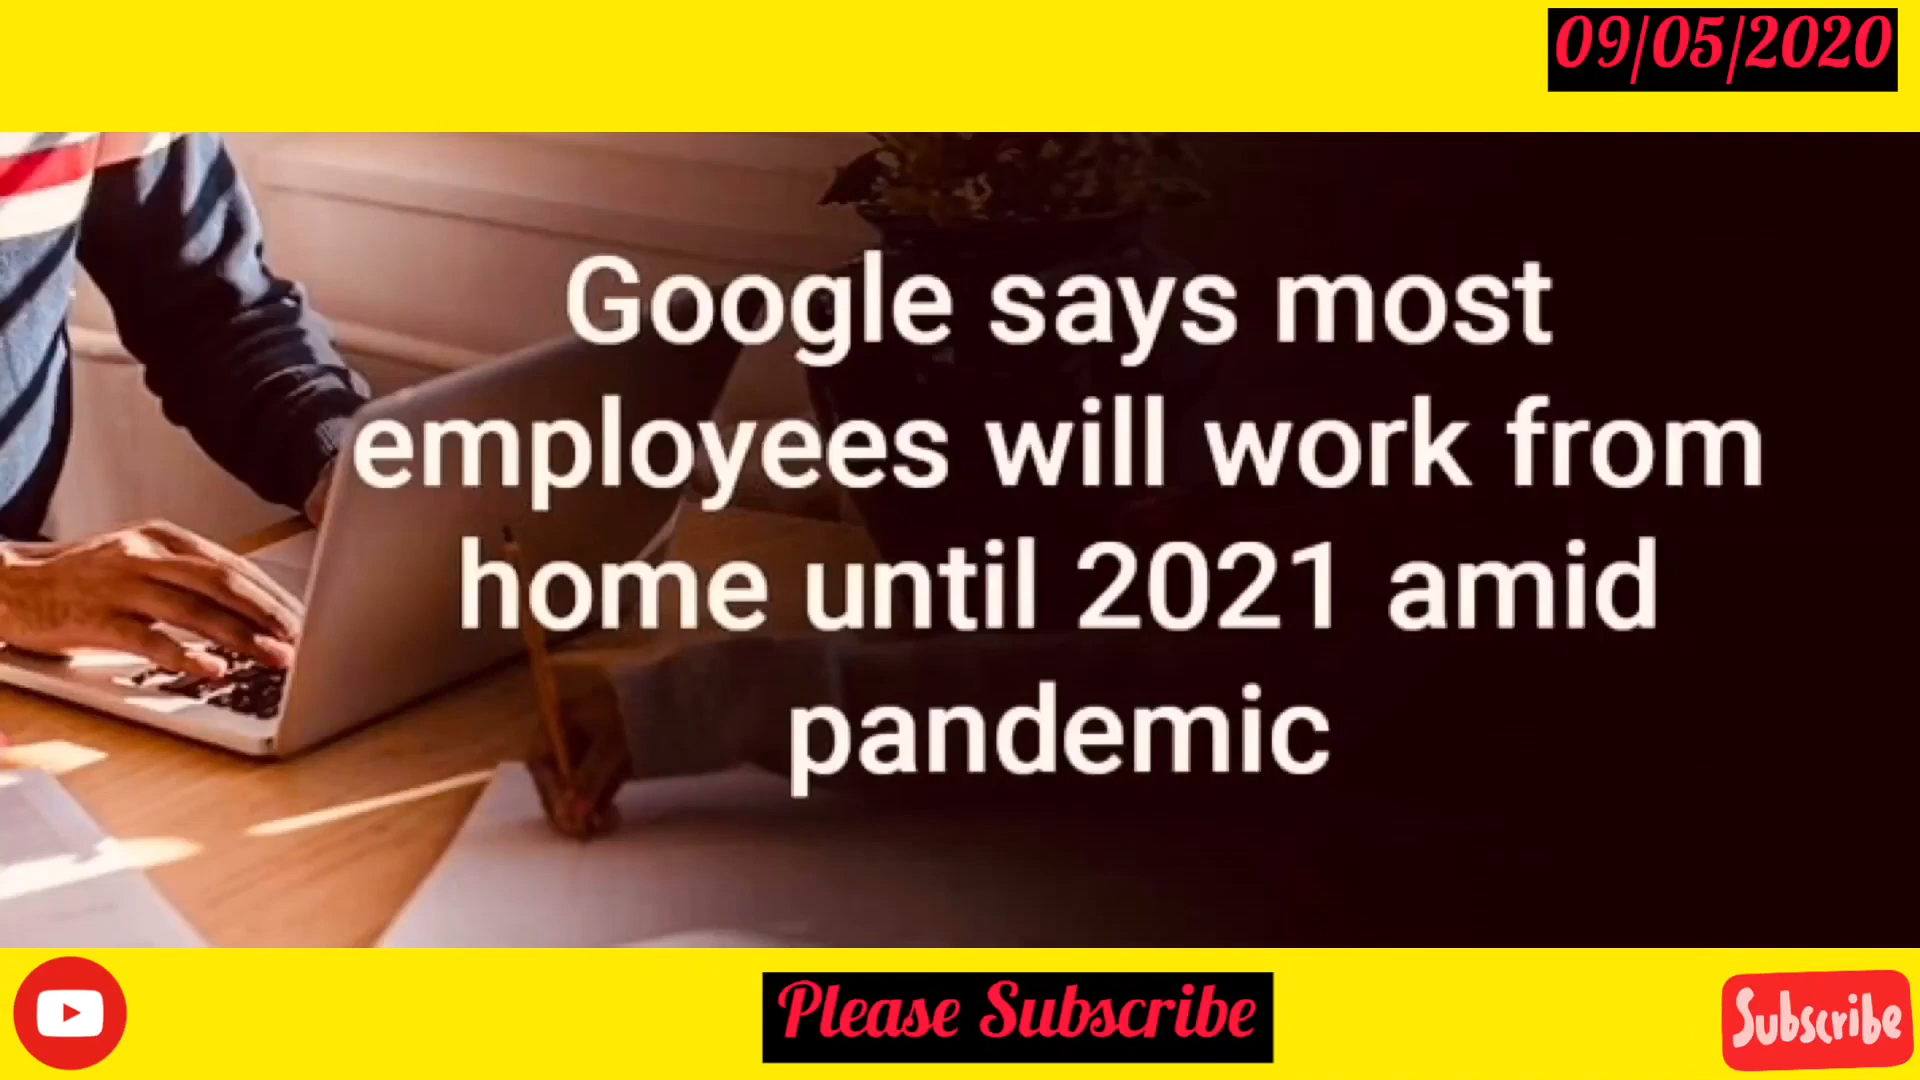 09/05/2020
Google says most
employees will work from
home until 2021 amid
pandemic
Please Subscribe
Subscribe